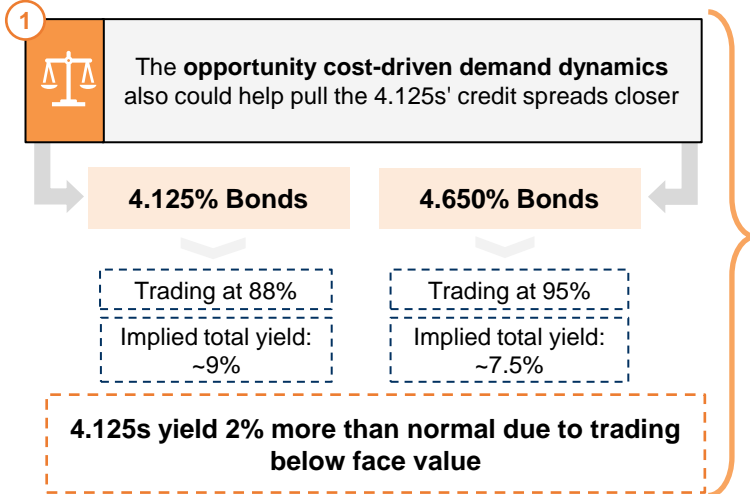 1
The opportunity cost-driven demand dynamics
also could help pull the 4.125s' credit spreads closer
4.125% Bonds
4.650% Bonds
Trading at 88%
Trading at 95%
Implied total yield:
~9%
Implied total yield:
~7.5%
4.125s yield 2% more than normal due to trading
below face value